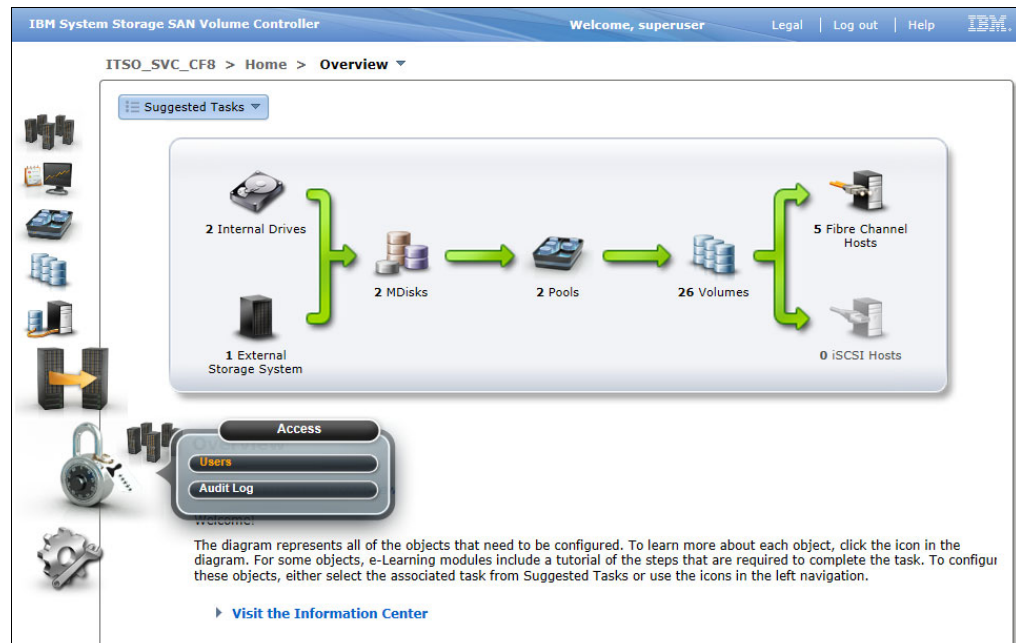 IBM System Storage SAN Volume Controller
Welcome, superuser
Legal | Log out | Help
IBM.
ITSO_SVC_CF8 > Home > Overview
Suggested Tasks
2 Internal Drives
5 Fibre Channel
Hosts
2 MDisks
2 Pools
26 Volumes
1 External
Storage System
0 iSCSI Hosts
Access
Overview
Users
Audit Log
Welcome!
The diagram represents all of the objects that need to be configured. To learn more about each object, click the icon in the
diagram. For some objects, e-Learning modules include a tutorial of the steps that are required to complete the task. To configur
these objects, either select the associated task from Suggested Tasks or use the icons in the left navigation.
Visit the Information Center